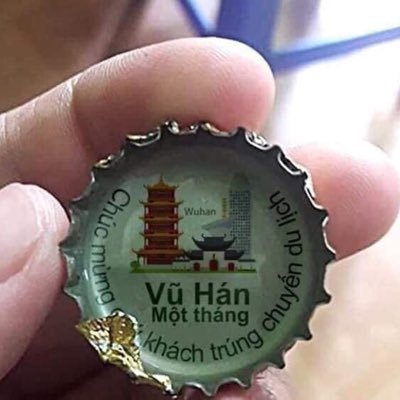 Wuhan
Vũ Hán
Một tháng
Chúc mừng khách trúng chuyến du lịch